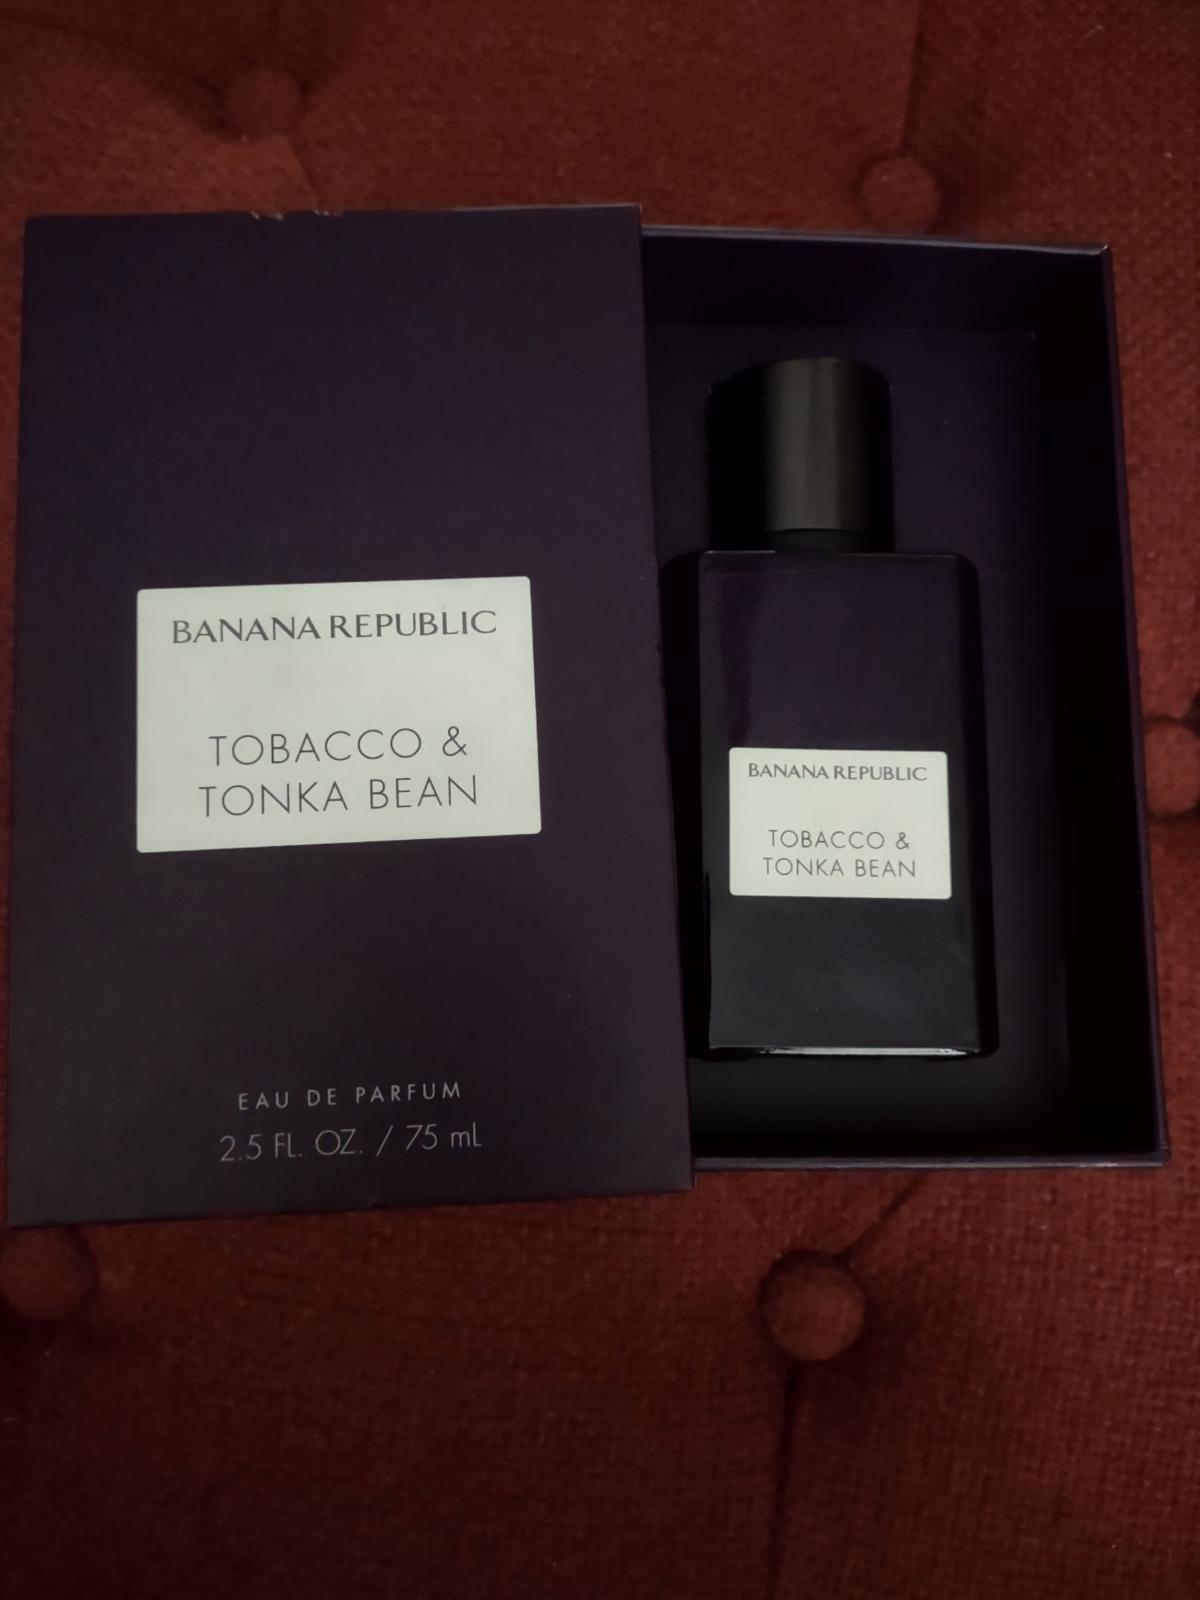 BANANA REPUBLIC
TOBACCO &
TONKA BEAN
EAU DE PARFUM
2.5 FL. OZ. / 75 mL
BANANA REPUBLIC
TOBACCO &
TONKA BEAN